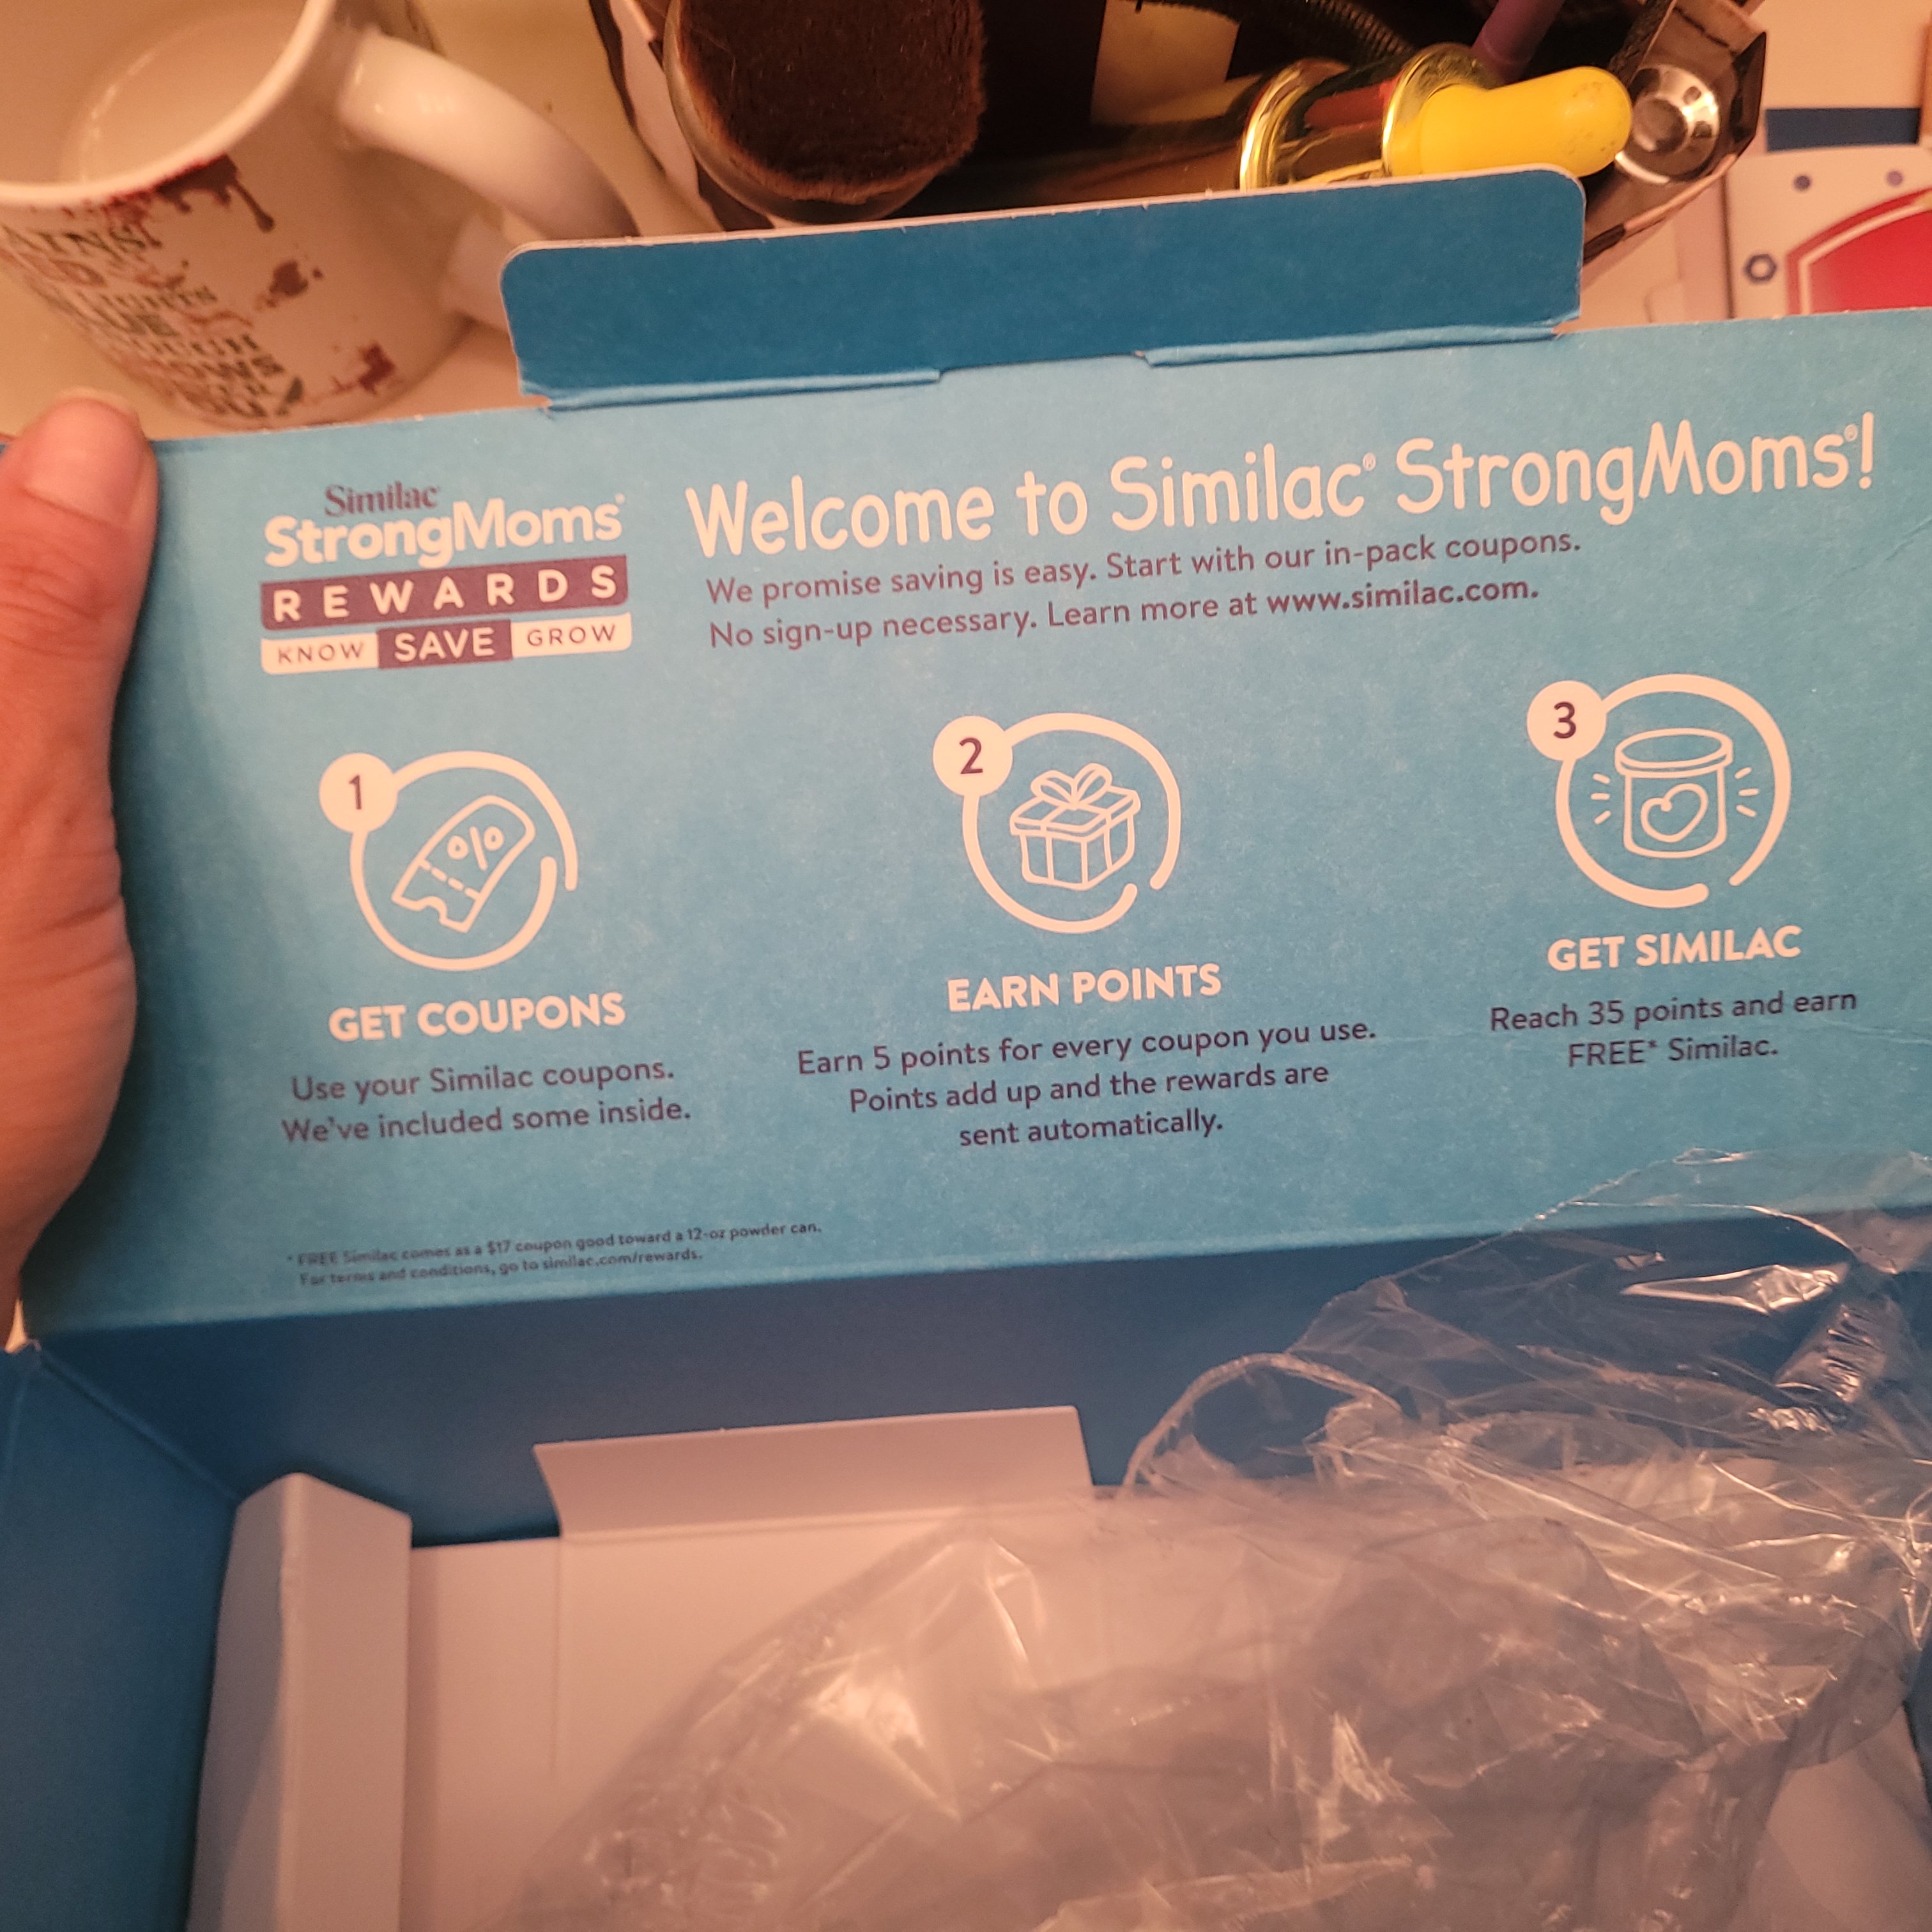 Similac
StrongMoms®
REWARDS
KNOW SAVE GROW
Welcome to Similac® StrongMoms®!
We promise saving is easy. Start with our in-pack coupons.
No sign-up necessary. Learn more at www.similac.com.
1
%
GET COUPONS
Use your Similac coupons.
We've included some inside.
2
EARN POINTS
Earn 5 points for every coupon you use.
Points add up and the rewards are
sent automatically.
3
GET SIMILAC
Reach 35 points and earn
FREE* Similac.
* FREE Similac comes as a $17 coupon good toward a 12-oz powder can.
For terms and conditions, go to similac.com/rewards.